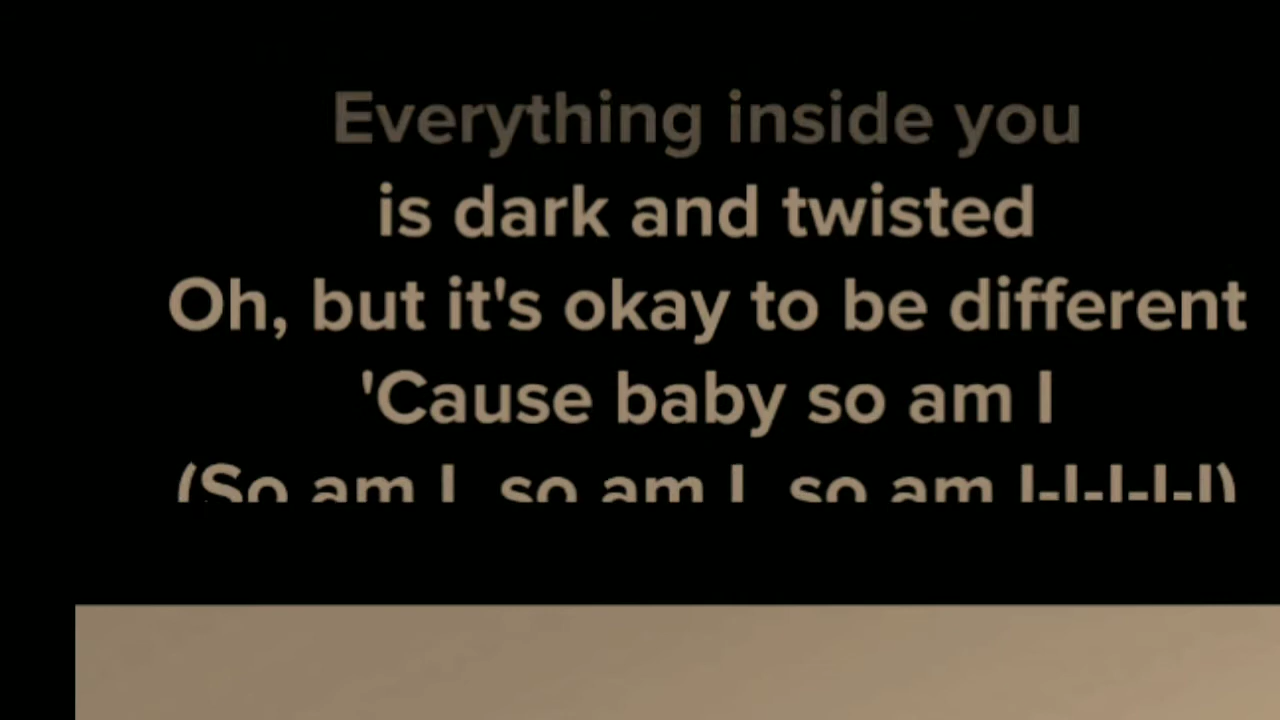 Everything inside you
is dark and twisted
Oh, but it's okay to be different
'Cause baby so am I
(So am I, so am I, so am I-I-I-I-I)